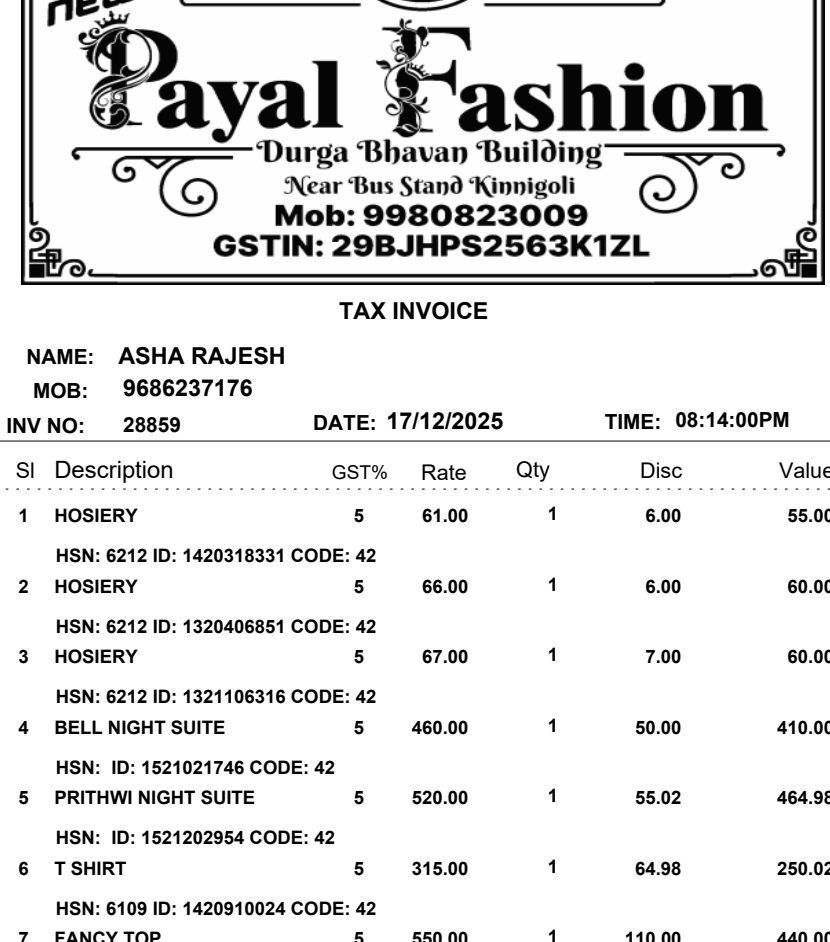 new
Payal Fashion
Durga Bhavan Building
Near Bus Stand Kinnigoli
Mob: 9980823009
GSTIN: 29BJHPS2563K1ZL
TAX INVOICE
NAME: ASHA RAJESH
MOB: 9686237176
INV NO: 28859 DATE: 17/12/2025 TIME: 08:14:00PM
Sl Description GST% Rate Qty Disc Value
1 HOSIERY 5 61.00 1 6.00 55.00
HSN: 6212 ID: 1420318331 CODE: 42
2 HOSIERY 5 66.00 1 6.00 60.00
HSN: 6212 ID: 1320406851 CODE: 42
3 HOSIERY 5 67.00 1 7.00 60.00
HSN: 6212 ID: 1321106316 CODE: 42
4 BELL NIGHT SUITE 5 460.00 1 50.00 410.00
HSN: ID: 1521021746 CODE: 42
5 PRITHWI NIGHT SUITE 5 520.00 1 55.02 464.98
HSN: ID: 1521202954 CODE: 42
6 T SHIRT 5 315.00 1 64.98 250.02
HSN: 6109 ID: 1420910024 CODE: 42
7 FANCY TOP 5 550.00 1 110.00 440.00